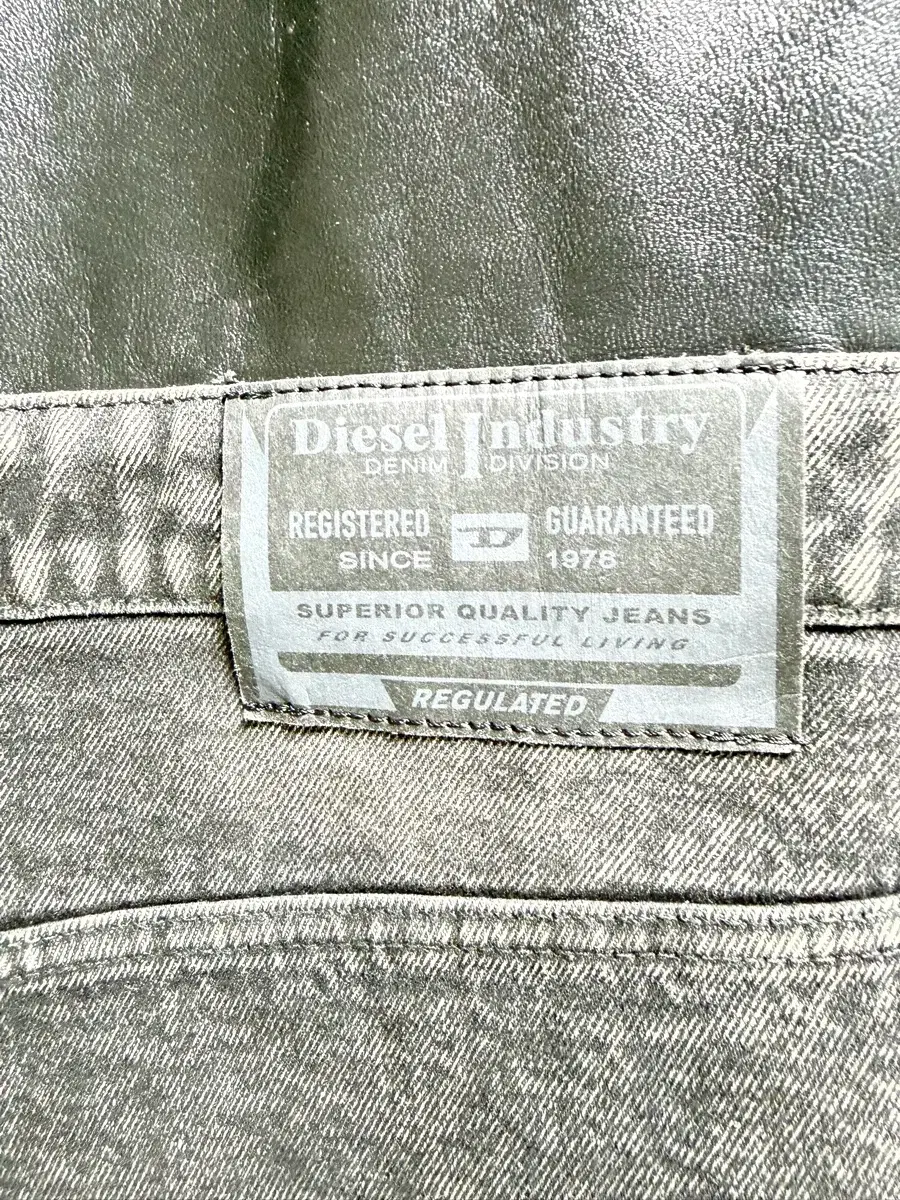 Diesel Industry
DENIM DIVISION
REGISTERED D GUARANTEED
SINCE 1978
SUPERIOR QUALITY JEANS
FOR SUCCESSFUL LIVING
REGULATED